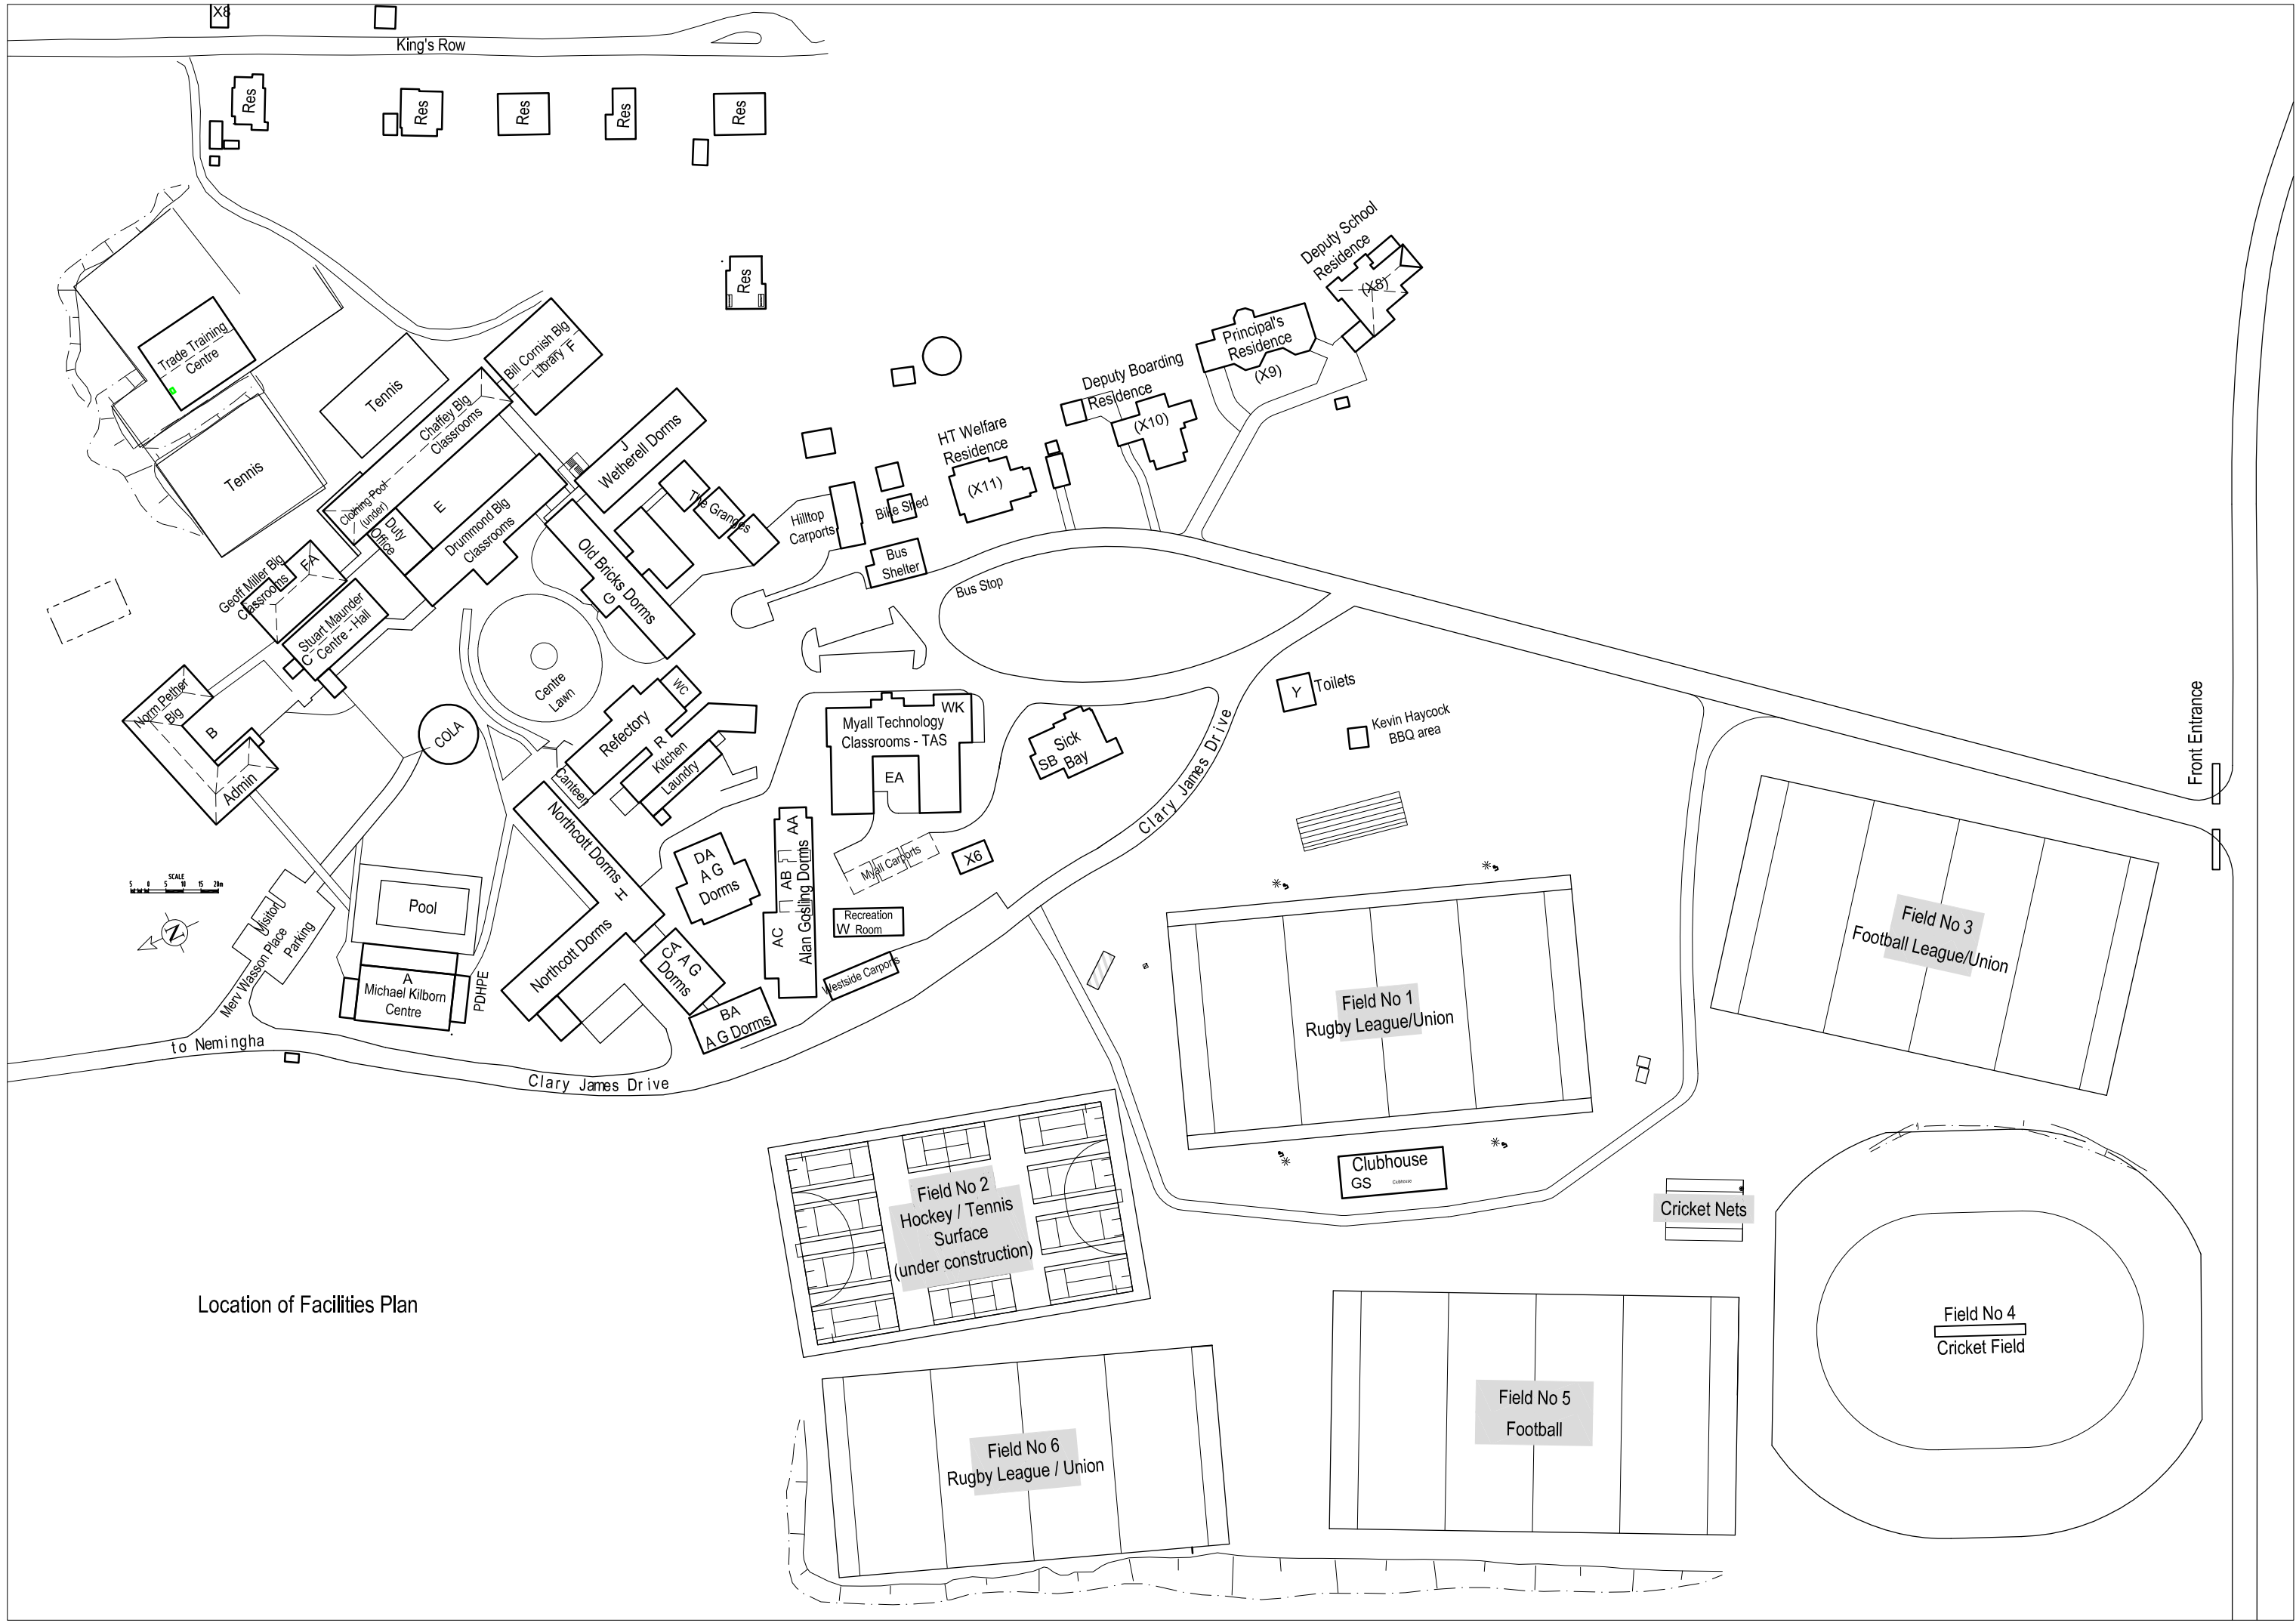 X8
King's Row
Res
Res
Res
Res
Res
Res
Deputy School
Residence
(X8)
Principal's
Residence
(X9)
Deputy Boarding
Residence
(X10)
HT Welfare
Residence
(X11)
Trade Training
Centre
Tennis
Tennis
Bill Cornish Blg
Library F
Chaffey Blg
Classrooms
Clothing Pool
(under)
Duty
Office
E
Drummond Blg
Classrooms
J
Wetherell Dorms
The Granges
Old Bricks Dorms
G
Hilltop
Carports
Bike Shed
Bus
Shelter
Bus Stop
Geoff Miller Blg
Classrooms
FA
Stuart Maunder
Centre - Hall
C
Norm Pether
Blg
B
Admin
COLA
Centre
Lawn
WC
Refectory
R
Kitchen
Laundry
Canteen
WK
Myall Technology
Classrooms - TAS
EA
Sick
SB Bay
Clary James Drive
Y
Toilets
Kevin Haycock
BBQ area
Front Entrance
Northcott Dorms
H
Northcott Dorms
DA
A G
Dorms
AA
AB
AC
Alan Gosling Dorms
Myall Carports
X6
Recreation
W Room
Westside Carports
CA A G
Dorms
BA
A G Dorms
SCALE
5 0 5 10 15 20m
N
Visitor
Parking
Merv Wasson Place
Pool
A
Michael Kilborn
Centre
PDHPE
to Nemingha
Clary James Drive
Field No 3
Football League/Union
Field No 1
Rugby League/Union
Clubhouse
GS
Clubhouse
Field No 2
Hockey / Tennis
Surface
(under construction)
Cricket Nets
Field No 4
Cricket Field
Field No 5
Football
Field No 6
Rugby League / Union
Location of Facilities Plan